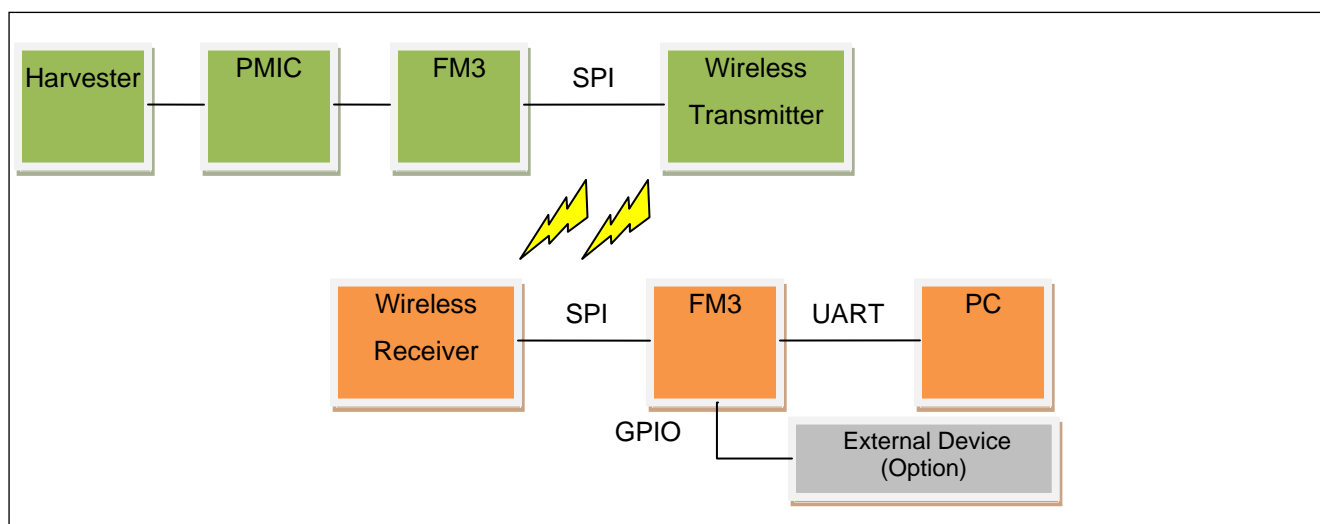 Harvester
PMIC
FM3
SPI
Wireless
Transmitter
Wireless
Receiver
SPI
FM3
UART
PC
GPIO
External Device
(Option)